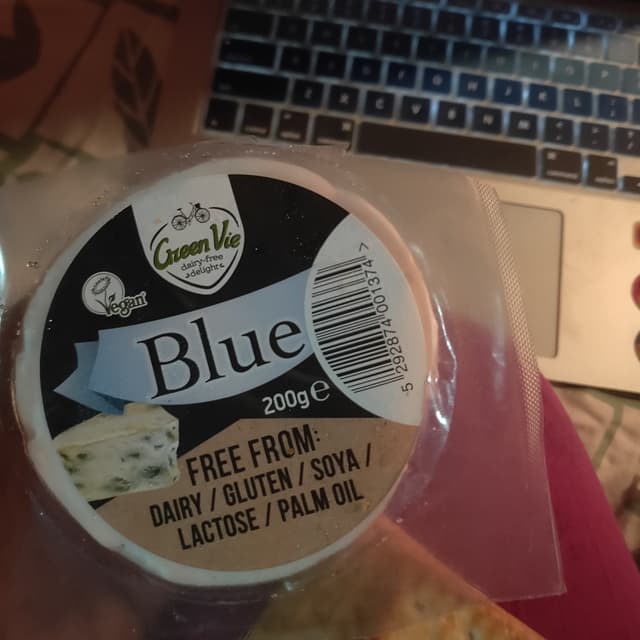 Green Vie
dairy-free
delight
Vegan
Blue
200g e
5 292874 001374 >
FREE FROM:
DAIRY / GLUTEN / SOYA /
LACTOSE / PALM OIL